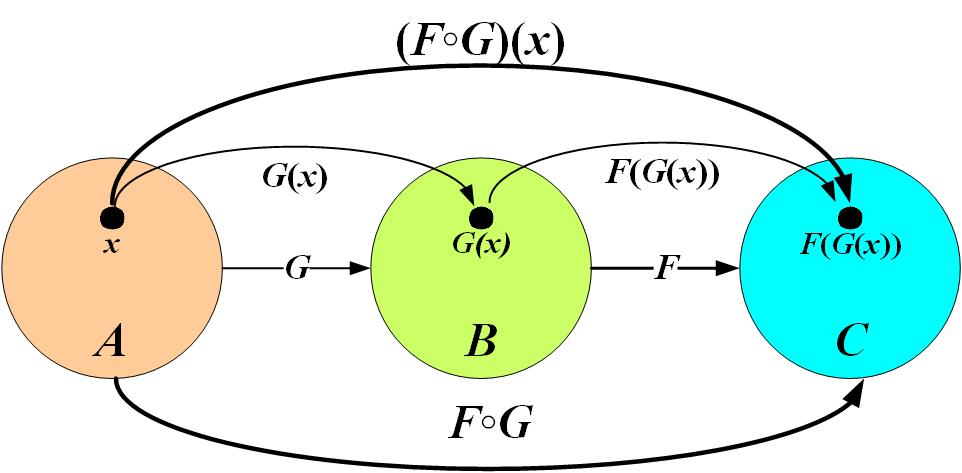 (F∘G)(x)
G(x)
F(G(x))
x
G(x)
F(G(x))
G
F
A
B
C
F∘G